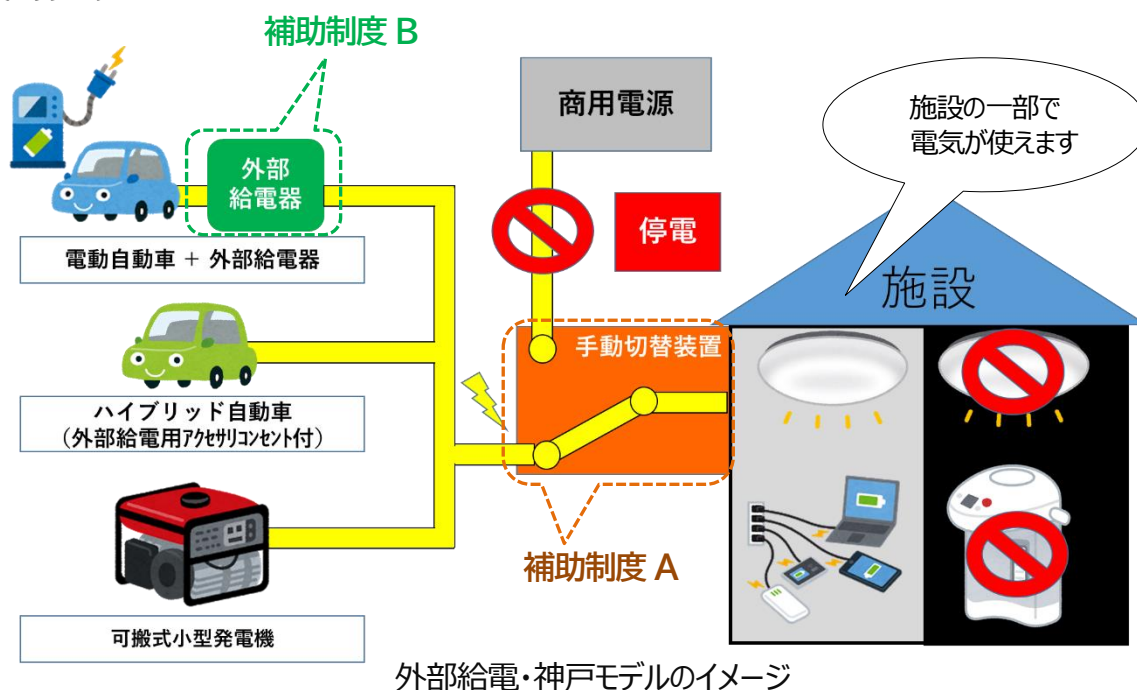 補助制度 B
商用電源
施設の一部で
電気が使えます
外部
給電器
停電
電動自動車 + 外部給電器
施設
手動切替装置
ハイブリッド自動車
(外部給電用アクセサリコンセント付)
補助制度 A
可搬式小型発電機
外部給電・神戸モデルのイメージ